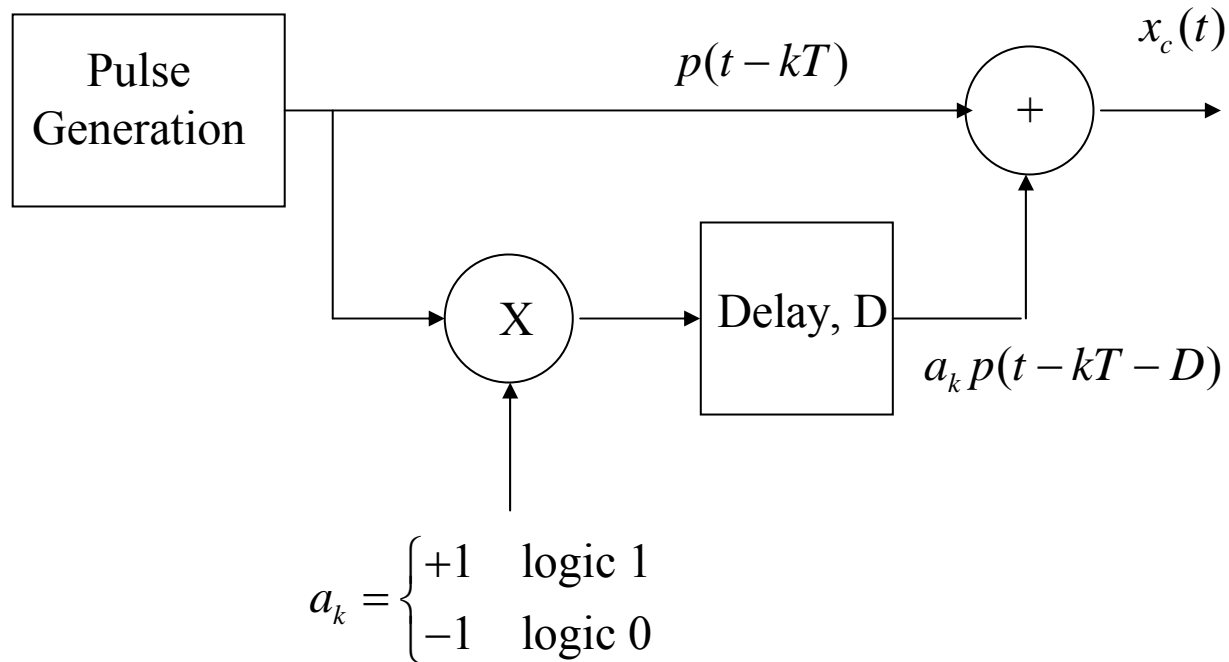 x_c(t)
Pulse
Generation
p(t − kT)
+
X
Delay, D
a_k p(t − kT − D)
a_k = { +1 logic 1
−1 logic 0